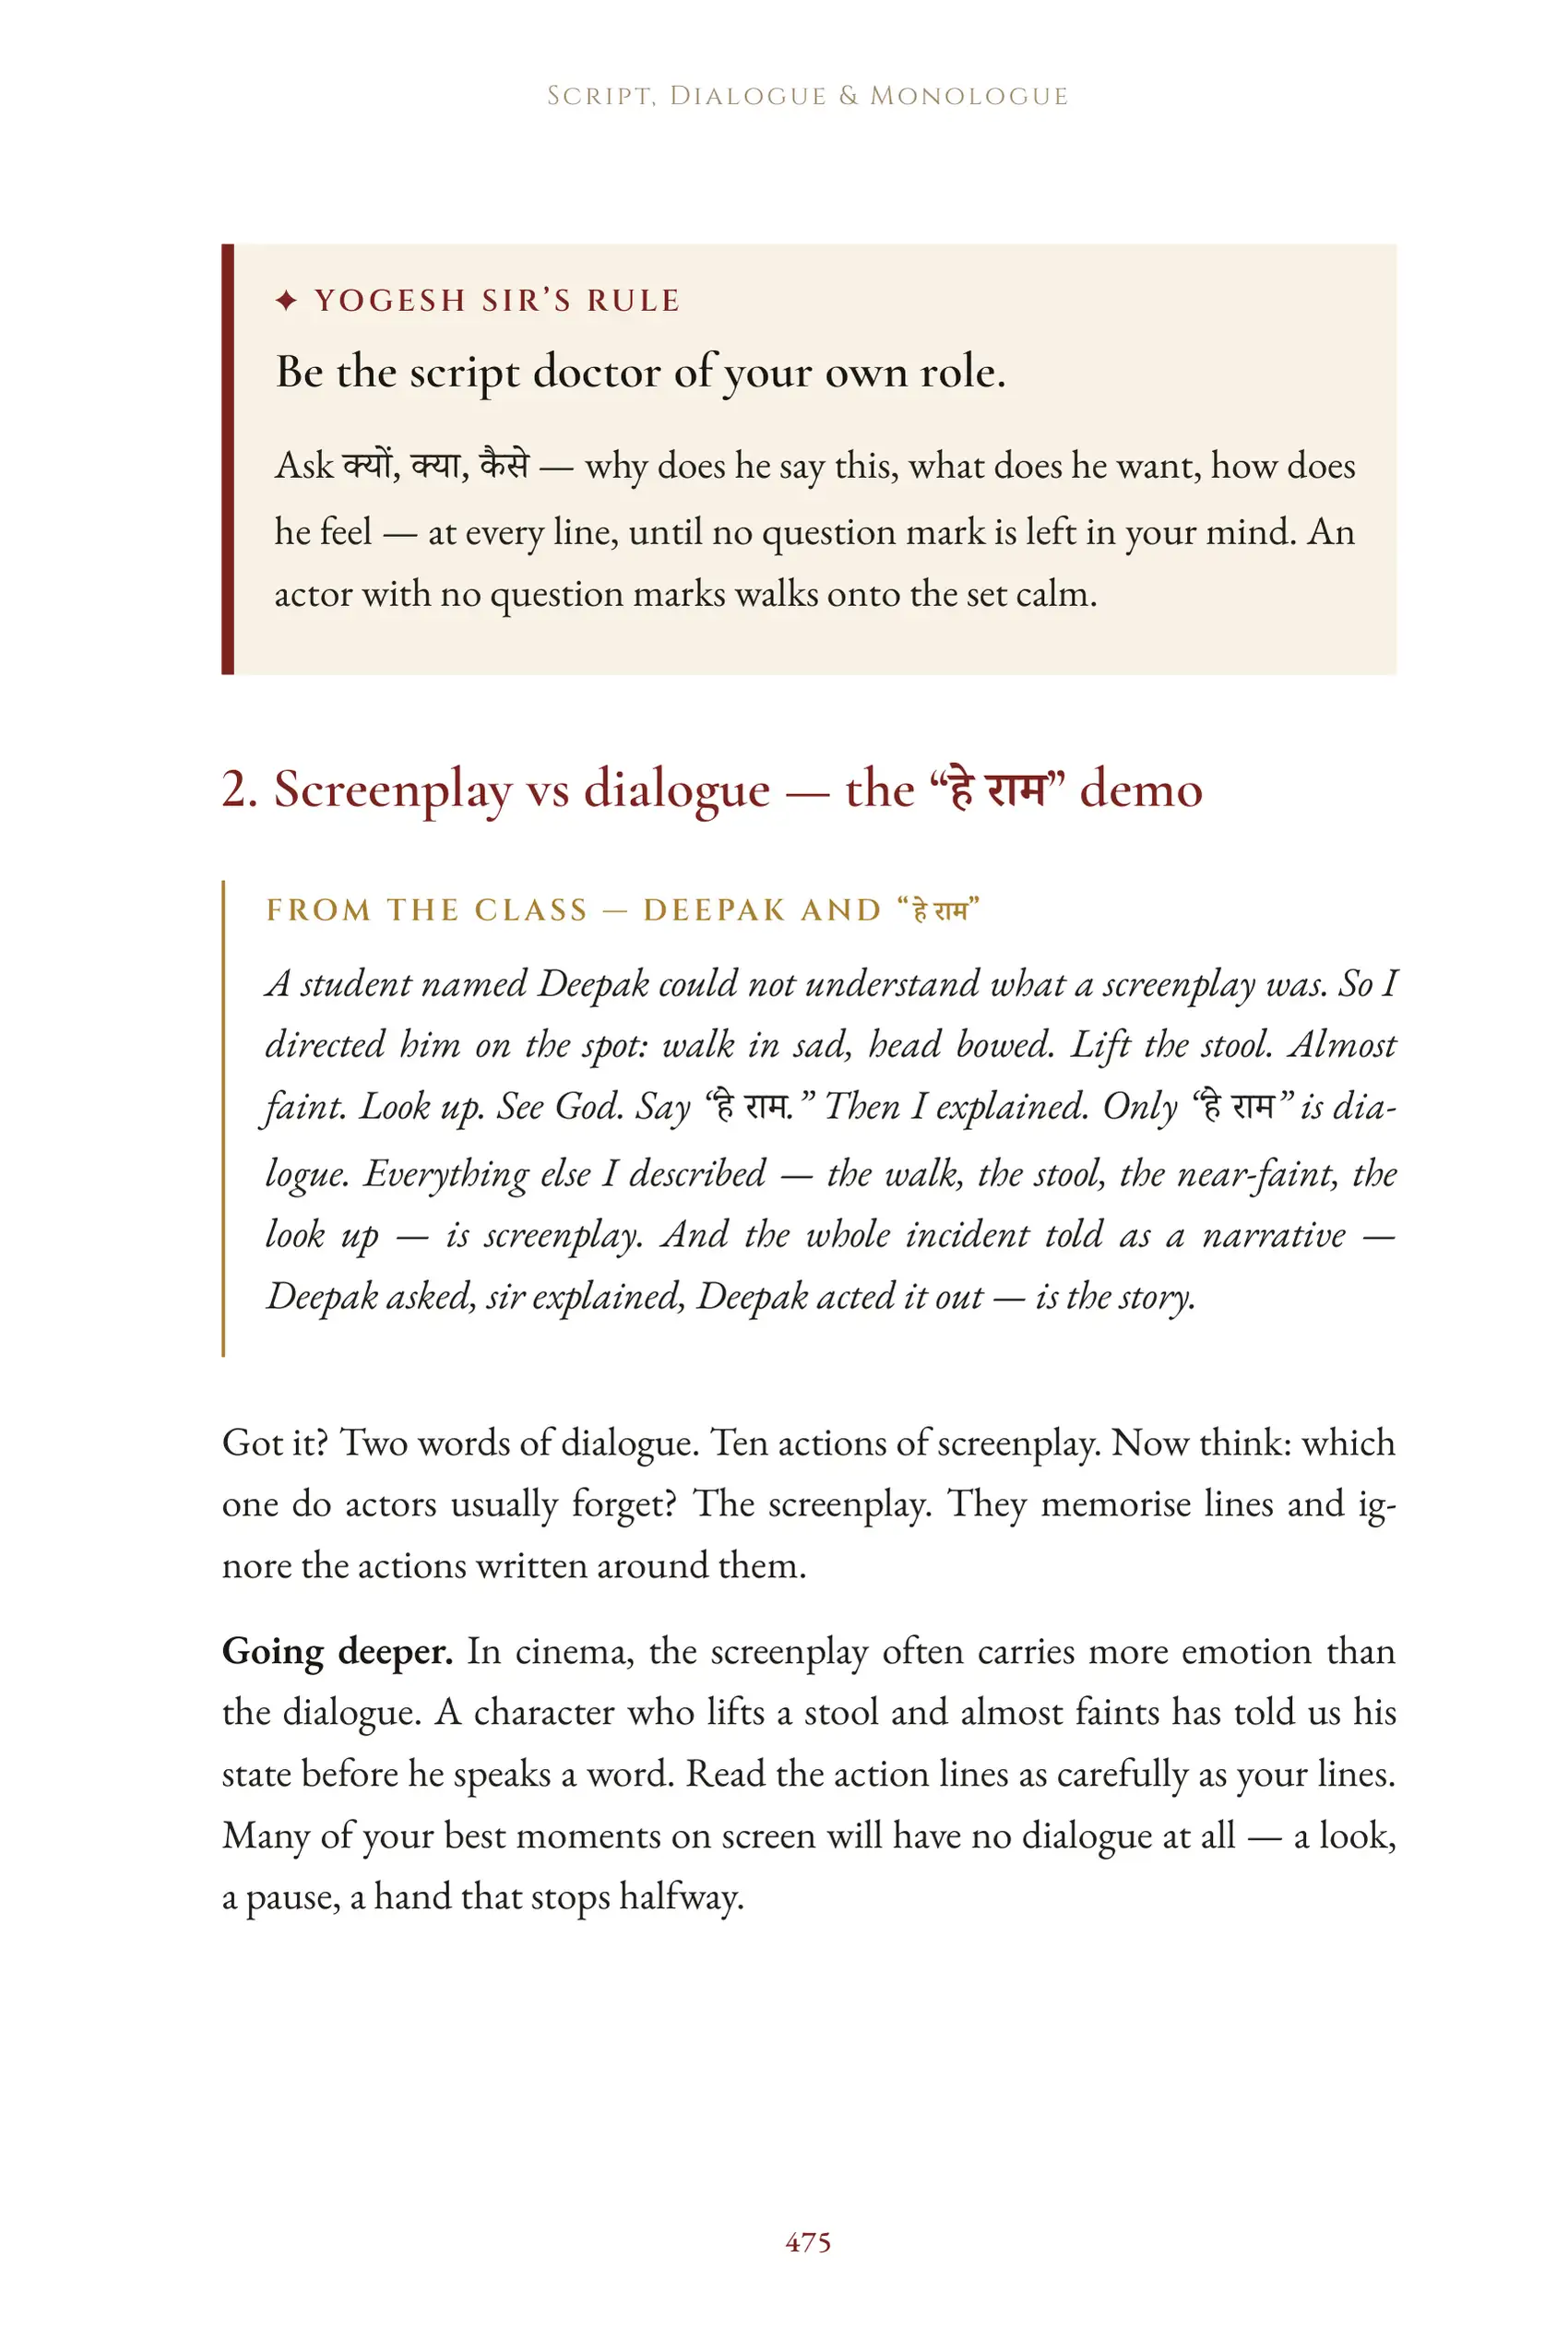 Script, Dialogue & Monologue
✦ YOGESH SIR’S RULE
Be the script doctor of your own role.
Ask क्यों, क्या, कैसे — why does he say this, what does he want, how does
he feel — at every line, until no question mark is left in your mind. An
actor with no question marks walks onto the set calm.
2. Screenplay vs dialogue — the “हे राम” demo
FROM THE CLASS — DEEPAK AND “हे राम”
A student named Deepak could not understand what a screenplay was. So I
directed him on the spot: walk in sad, head bowed. Lift the stool. Almost
faint. Look up. See God. Say “हे राम.” Then I explained. Only “हे राम” is dia-
logue. Everything else I described — the walk, the stool, the near-faint, the
look up — is screenplay. And the whole incident told as a narrative —
Deepak asked, sir explained, Deepak acted it out — is the story.
Got it? Two words of dialogue. Ten actions of screenplay. Now think: which
one do actors usually forget? The screenplay. They memorise lines and ig-
nore the actions written around them.
Going deeper. In cinema, the screenplay often carries more emotion than
the dialogue. A character who lifts a stool and almost faints has told us his
state before he speaks a word. Read the action lines as carefully as your lines.
Many of your best moments on screen will have no dialogue at all — a look,
a pause, a hand that stops halfway.
475